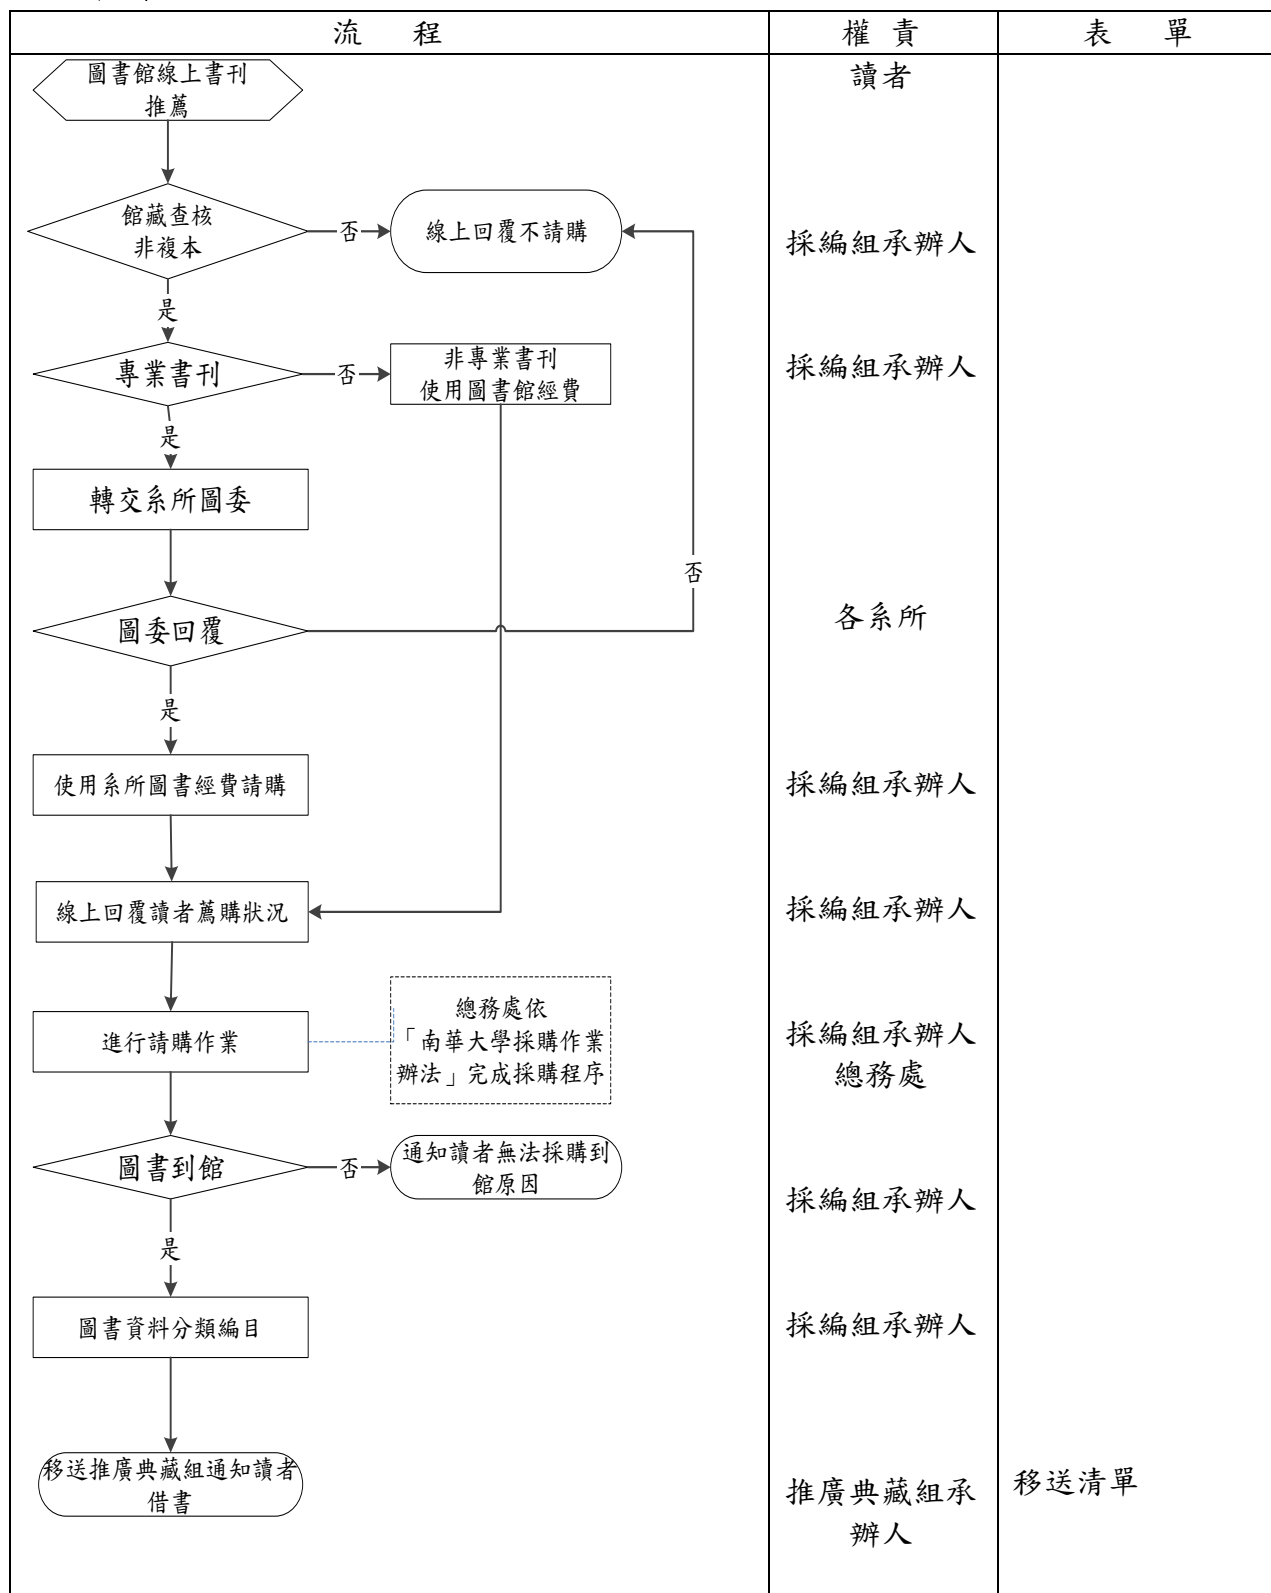 流 程
權 責
表 單
圖書館線上書刊
推薦
讀者
館藏查核
非複本
否
線上回覆不請購
採編組承辦人
是
專業書刊
否
非專業書刊
使用圖書館經費
採編組承辦人
是
轉交系所圖委
否
圖委回覆
各系所
是
使用系所圖書經費請購
採編組承辦人
線上回覆讀者薦購狀況
採編組承辦人
進行請購作業
總務處依
「南華大學採購作業
辦法」完成採購程序
採編組承辦人
總務處
圖書到館
否
通知讀者無法採購到
館原因
採編組承辦人
是
圖書資料分類編目
採編組承辦人
移送推廣典藏組通知讀者
借書
推廣典藏組承
辦人
移送清單